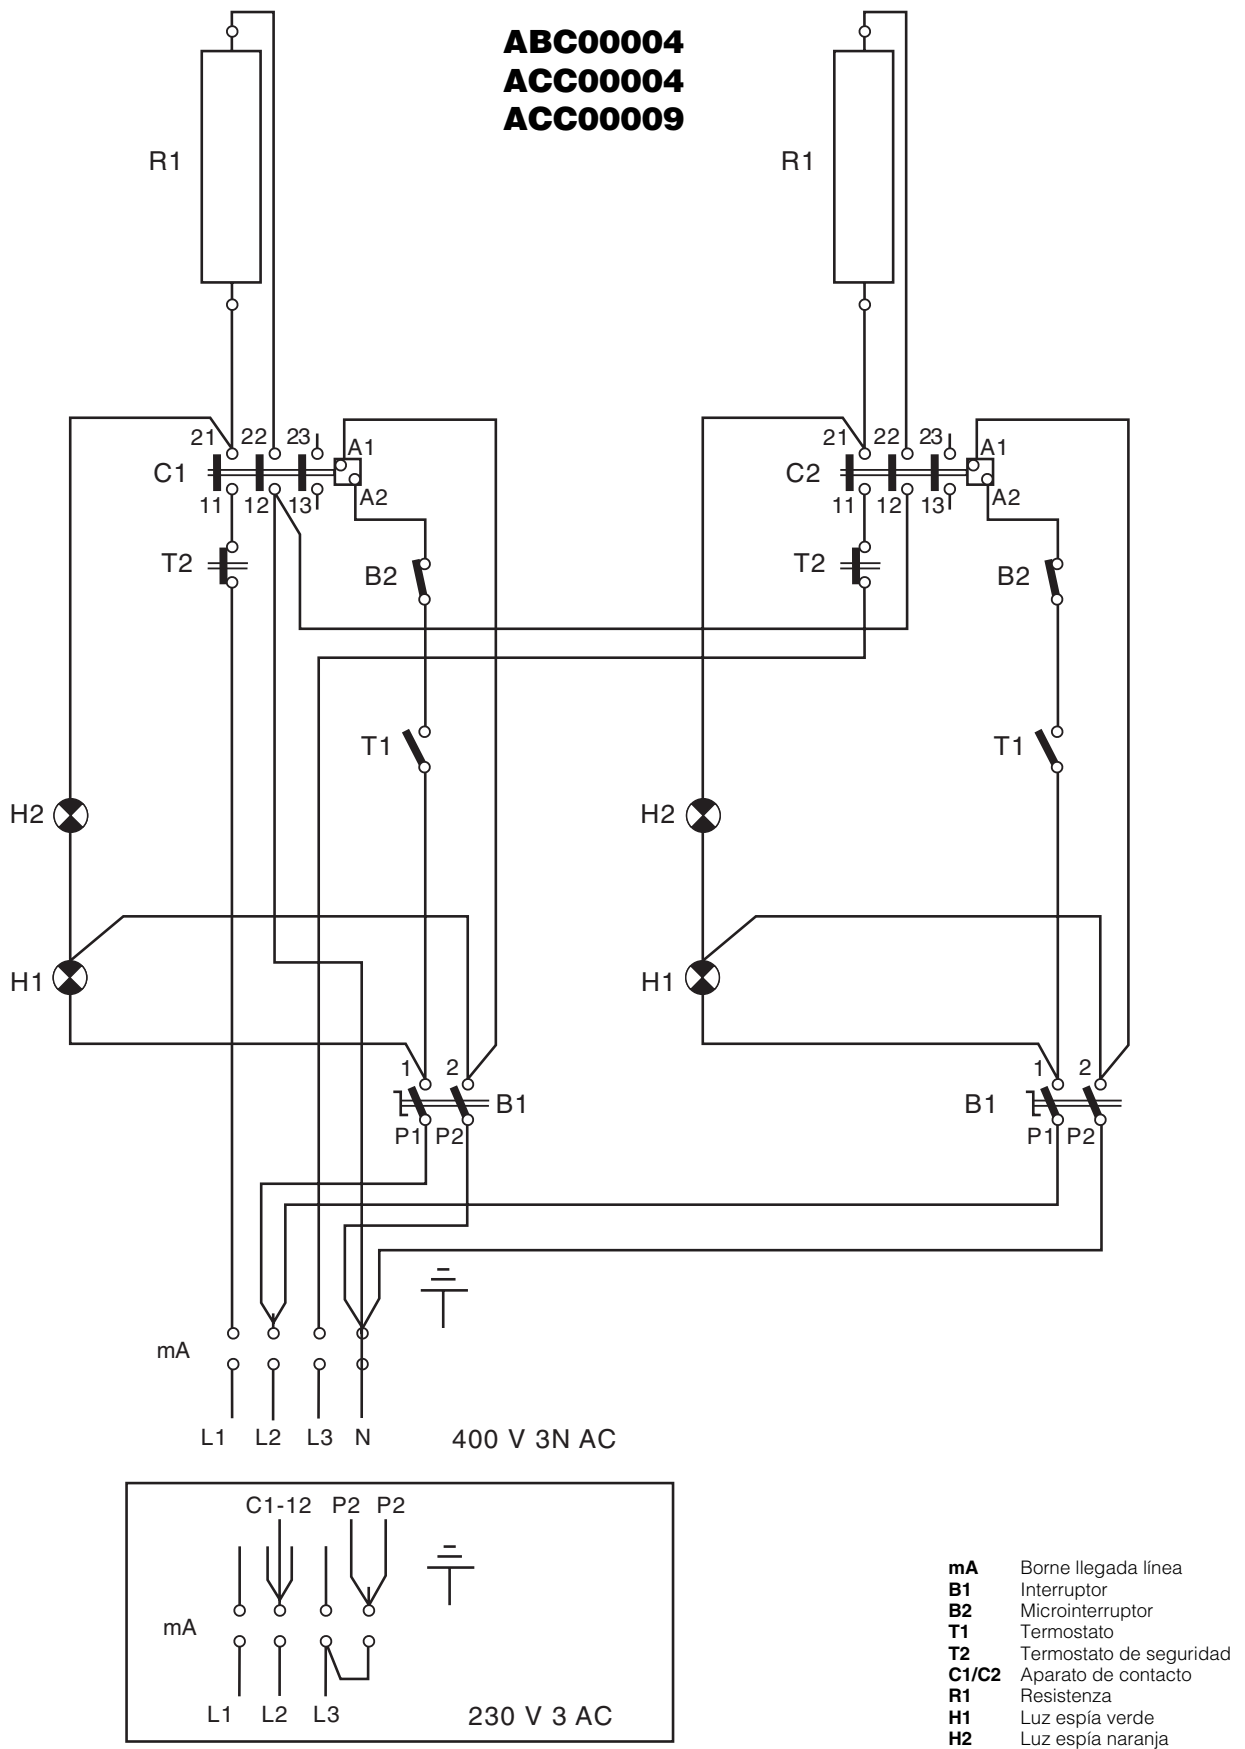 ABC00004
ACC00004
ACC00009
R1 R1
21 22 23 A1 21 22 23 A1
C1 C2
11 12 13 A2 11 12 13 A2
T2 B2 T2 B2
T1 T1
H2 H2
H1 H1
1 2 1 2
B1 B1
P1 P2 P1 P2
mA
L1 L2 L3 N 400 V 3N AC
C1-12 P2 P2
mA
L1 L2 L3 230 V 3 AC
mA Borne llegada línea
B1 Interruptor
B2 Microinterruptor
T1 Termostato
T2 Termostato de seguridad
C1/C2 Aparato de contacto
R1 Resistenza
H1 Luz espía verde
H2 Luz espía naranja